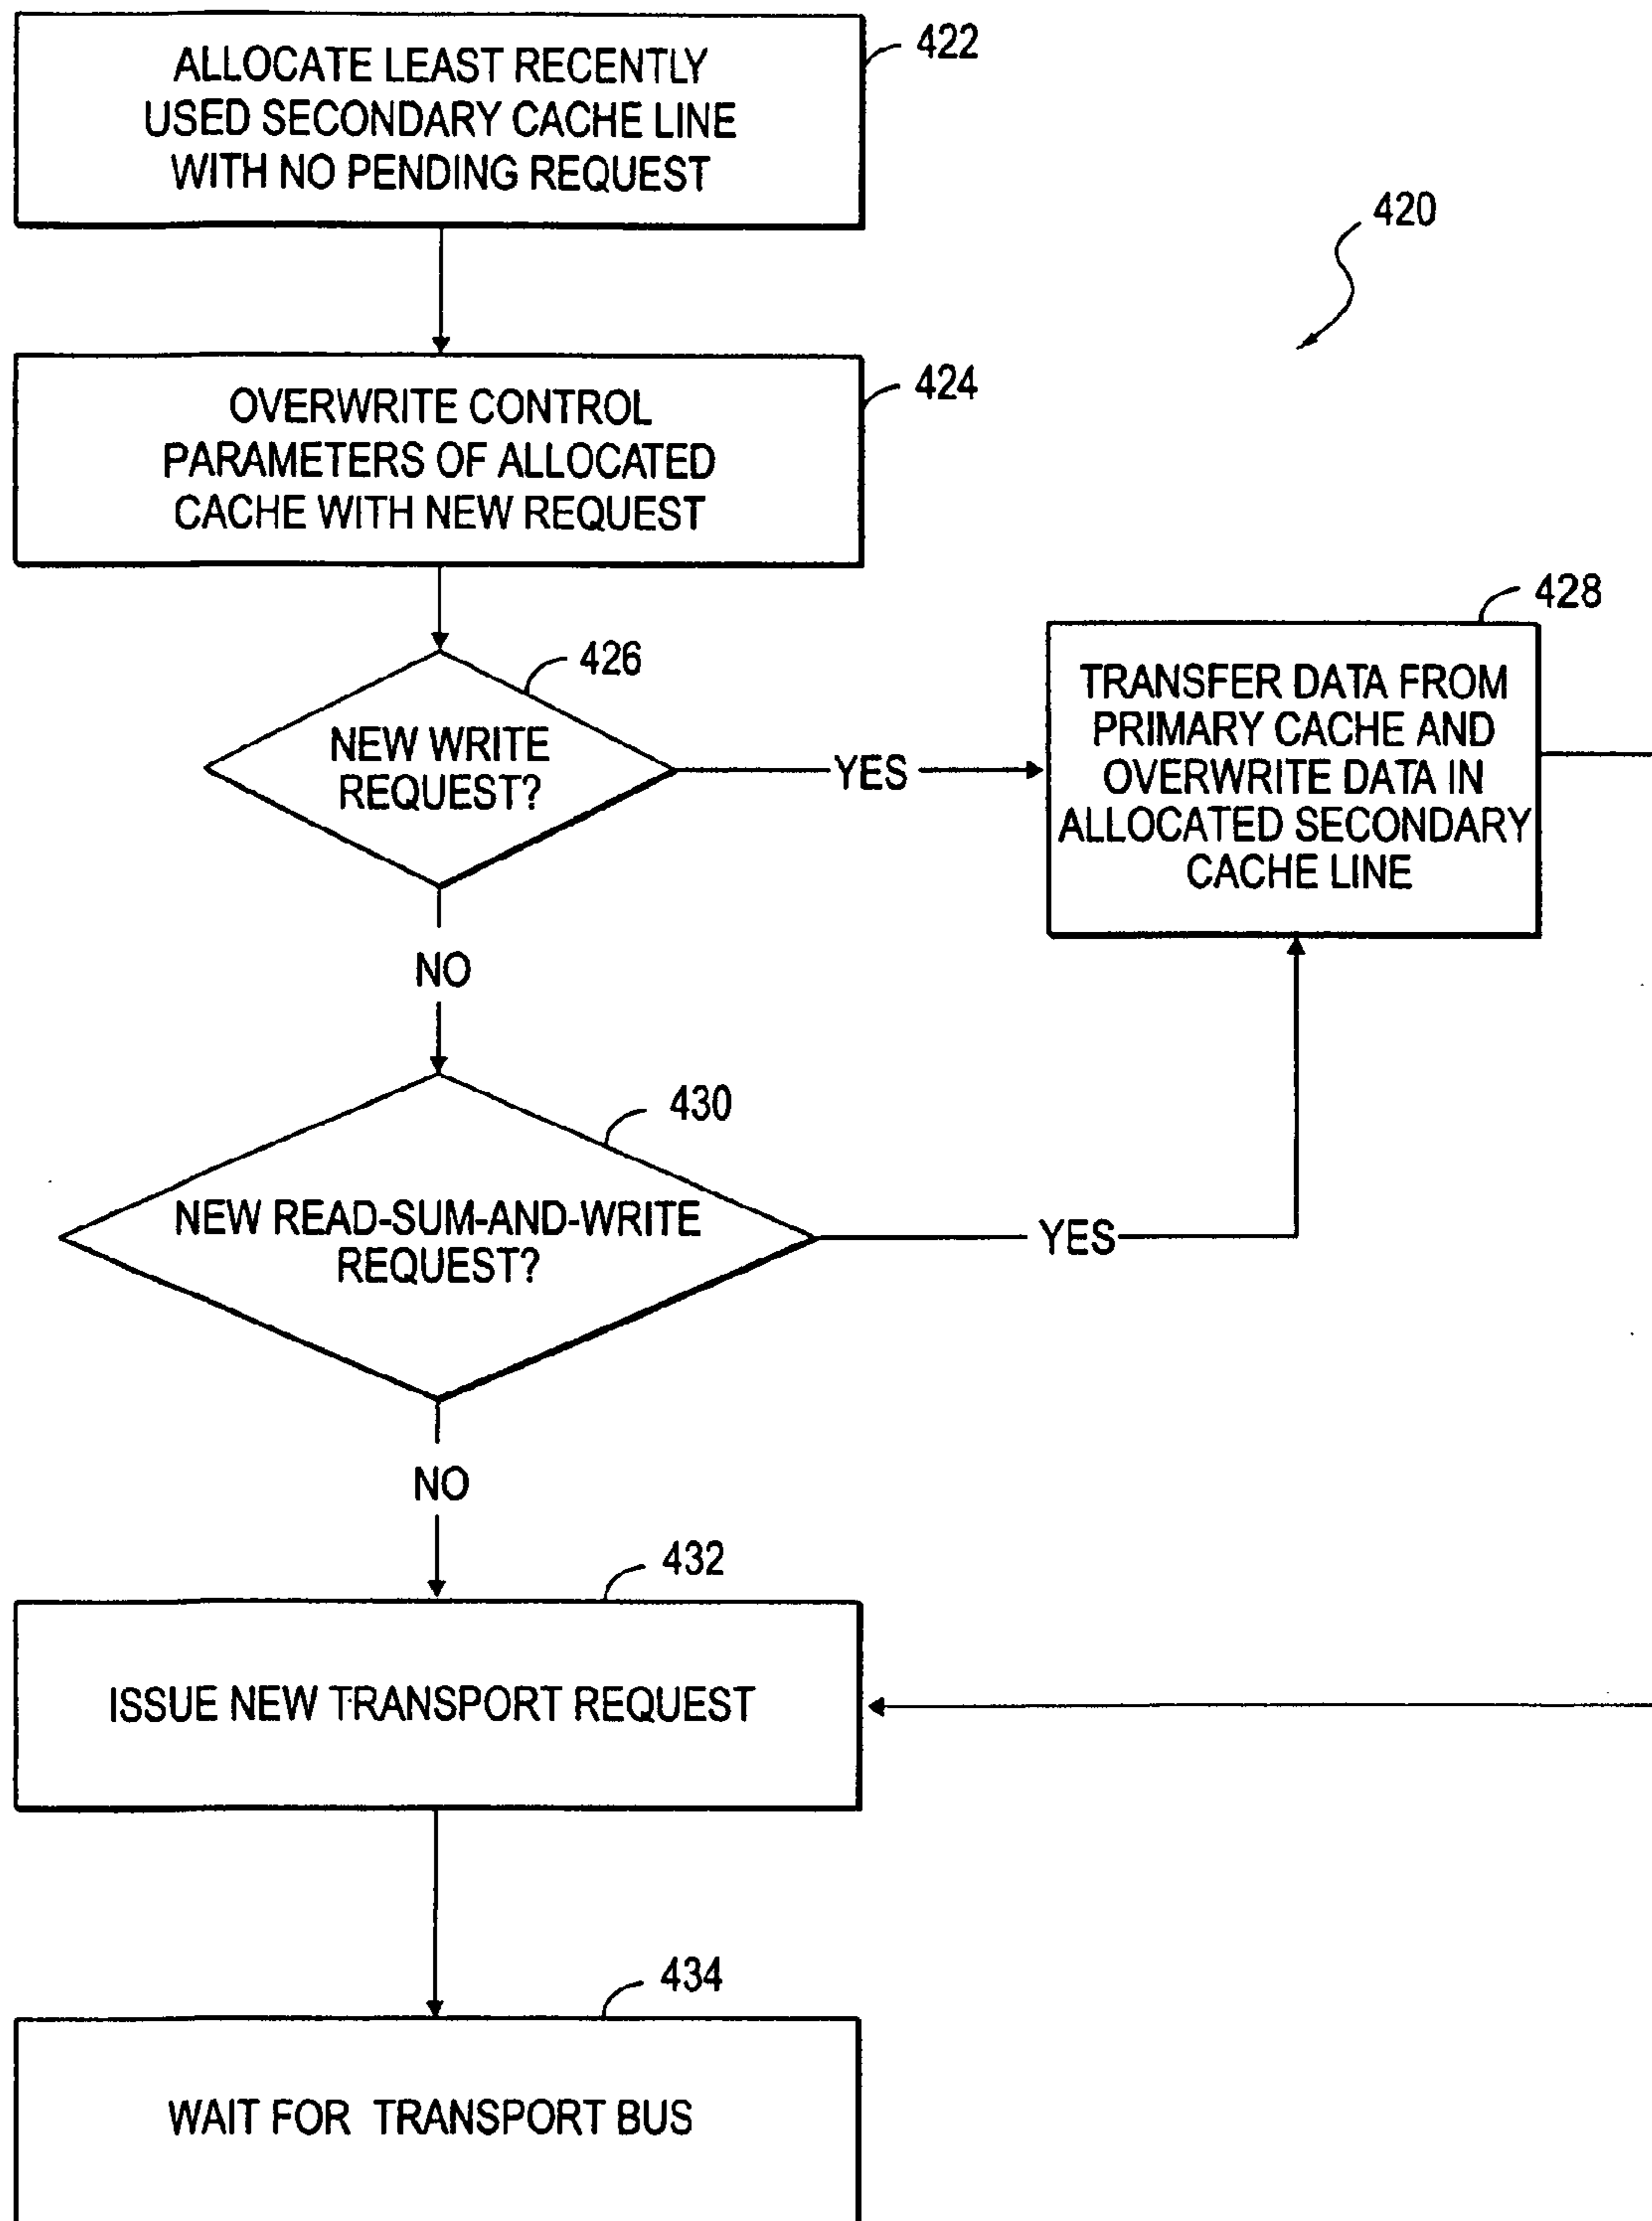 ALLOCATE LEAST RECENTLY
USED SECONDARY CACHE LINE
WITH NO PENDING REQUEST
422
420
OVERWRITE CONTROL
PARAMETERS OF ALLOCATED
CACHE WITH NEW REQUEST
424
426
NEW WRITE
REQUEST?
YES
428
TRANSFER DATA FROM
PRIMARY CACHE AND
OVERWRITE DATA IN
ALLOCATED SECONDARY
CACHE LINE
NO
430
NEW READ-SUM-AND-WRITE
REQUEST?
YES
NO
432
ISSUE NEW TRANSPORT REQUEST
434
WAIT FOR TRANSPORT BUS